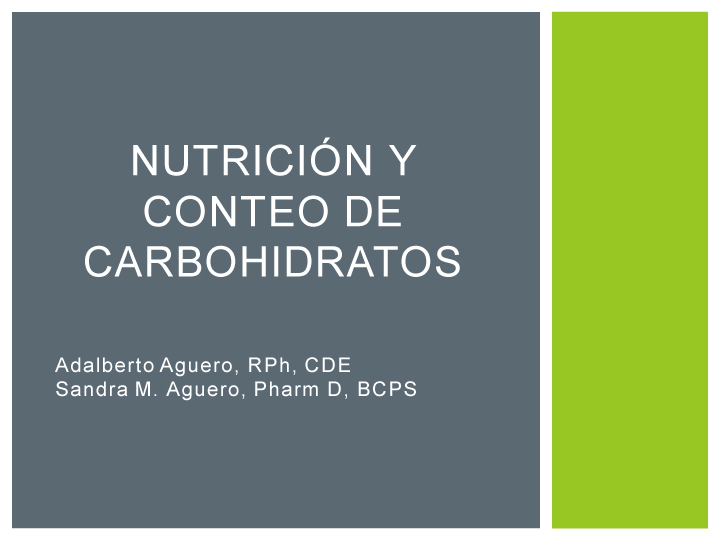 NUTRICIÓN Y
CONTEO DE
CARBOHIDRATOS
Adalberto Aguero, RPh, CDE
Sandra M. Aguero, Pharm D, BCPS